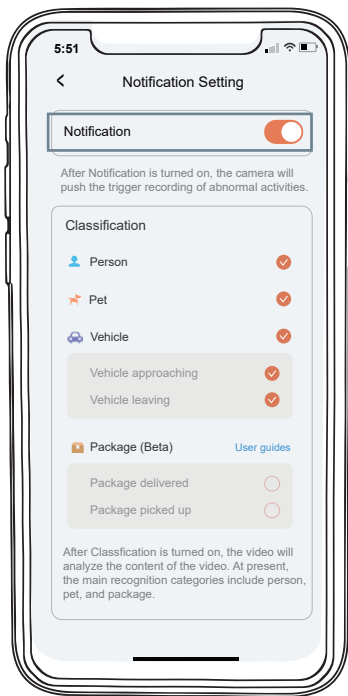 5:51
Notification Setting
Notification
After Notification is turned on, the camera will
push the trigger recording of abnormal activities.
Classification
Person
Pet
Vehicle
Vehicle approaching
Vehicle leaving
Package (Beta) User guides
Package delivered
Package picked up
After Classfication is turned on, the video will
analyze the content of the video. At present,
the main recognition categories include person,
pet, and package.